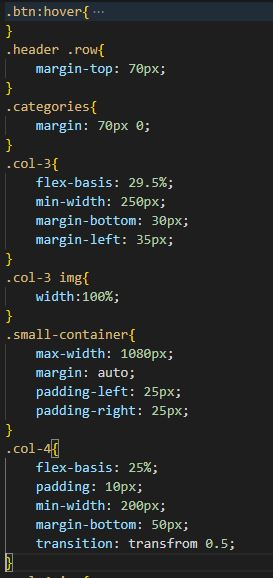 .btn:hover{ ...
}
.header .row{
margin-top: 70px;
}
.categories{
margin: 70px 0;
}
.col-3{
flex-basis: 29.5%;
min-width: 250px;
margin-bottom: 30px;
margin-left: 35px;
}
.col-3 img{
width:100%;
}
.small-container{
max-width: 1080px;
margin: auto;
padding-left: 25px;
padding-right: 25px;
}
.col-4{
flex-basis: 25%;
padding: 10px;
min-width: 200px;
margin-bottom: 50px;
transition: transfrom 0.5;
}